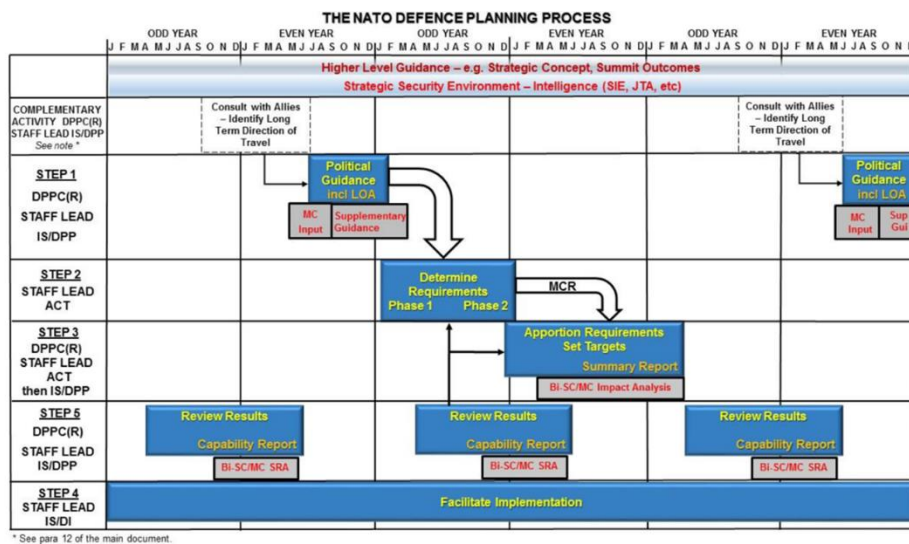 THE NATO DEFENCE PLANNING PROCESS
ODD YEAR EVEN YEAR ODD YEAR EVEN YEAR ODD YEAR EVEN YEAR
J F M A M J J A S O N D J F M A M J J A S O N D J F M A M J J A S O N D J F M A M J J A S O N D J F M A M J J A S O N D J F M A M J J A S O N D
Higher Level Guidance – e.g. Strategic Concept, Summit Outcomes
Strategic Security Environment – Intelligence (SIE, JTA, etc)
COMPLEMENTARY
ACTIVITY DPPC(R)
STAFF LEAD IS/DPP
See note *
Consult with Allies
– Identify Long
Term Direction of
Travel
Consult with Allies
– Identify Long
Term Direction of
Travel
STEP 1
DPPC(R)
STAFF LEAD
IS/DPP
Political
Guidance
incl LOA
MC
Input
Supplementary
Guidance
Political
Guidance
incl LOA
MC
Input
Sup
Gui
STEP 2
STAFF LEAD
ACT
Determine
Requirements
Phase 1 Phase 2
MCR
STEP 3
DPPC(R)
STAFF LEAD
ACT
then IS/DPP
Apportion Requirements
Set Targets
Summary Report
Bi-SC/MC Impact Analysis
STEP 5
DPPC(R)
STAFF LEAD
IS/DPP
Review Results
Capability Report
Bi-SC/MC SRA
Review Results
Capability Report
Bi-SC/MC SRA
Review Results
Capability Report
Bi-SC/MC SRA
STEP 4
STAFF LEAD
IS/DI
Facilitate Implementation
* See para 12 of the main document.